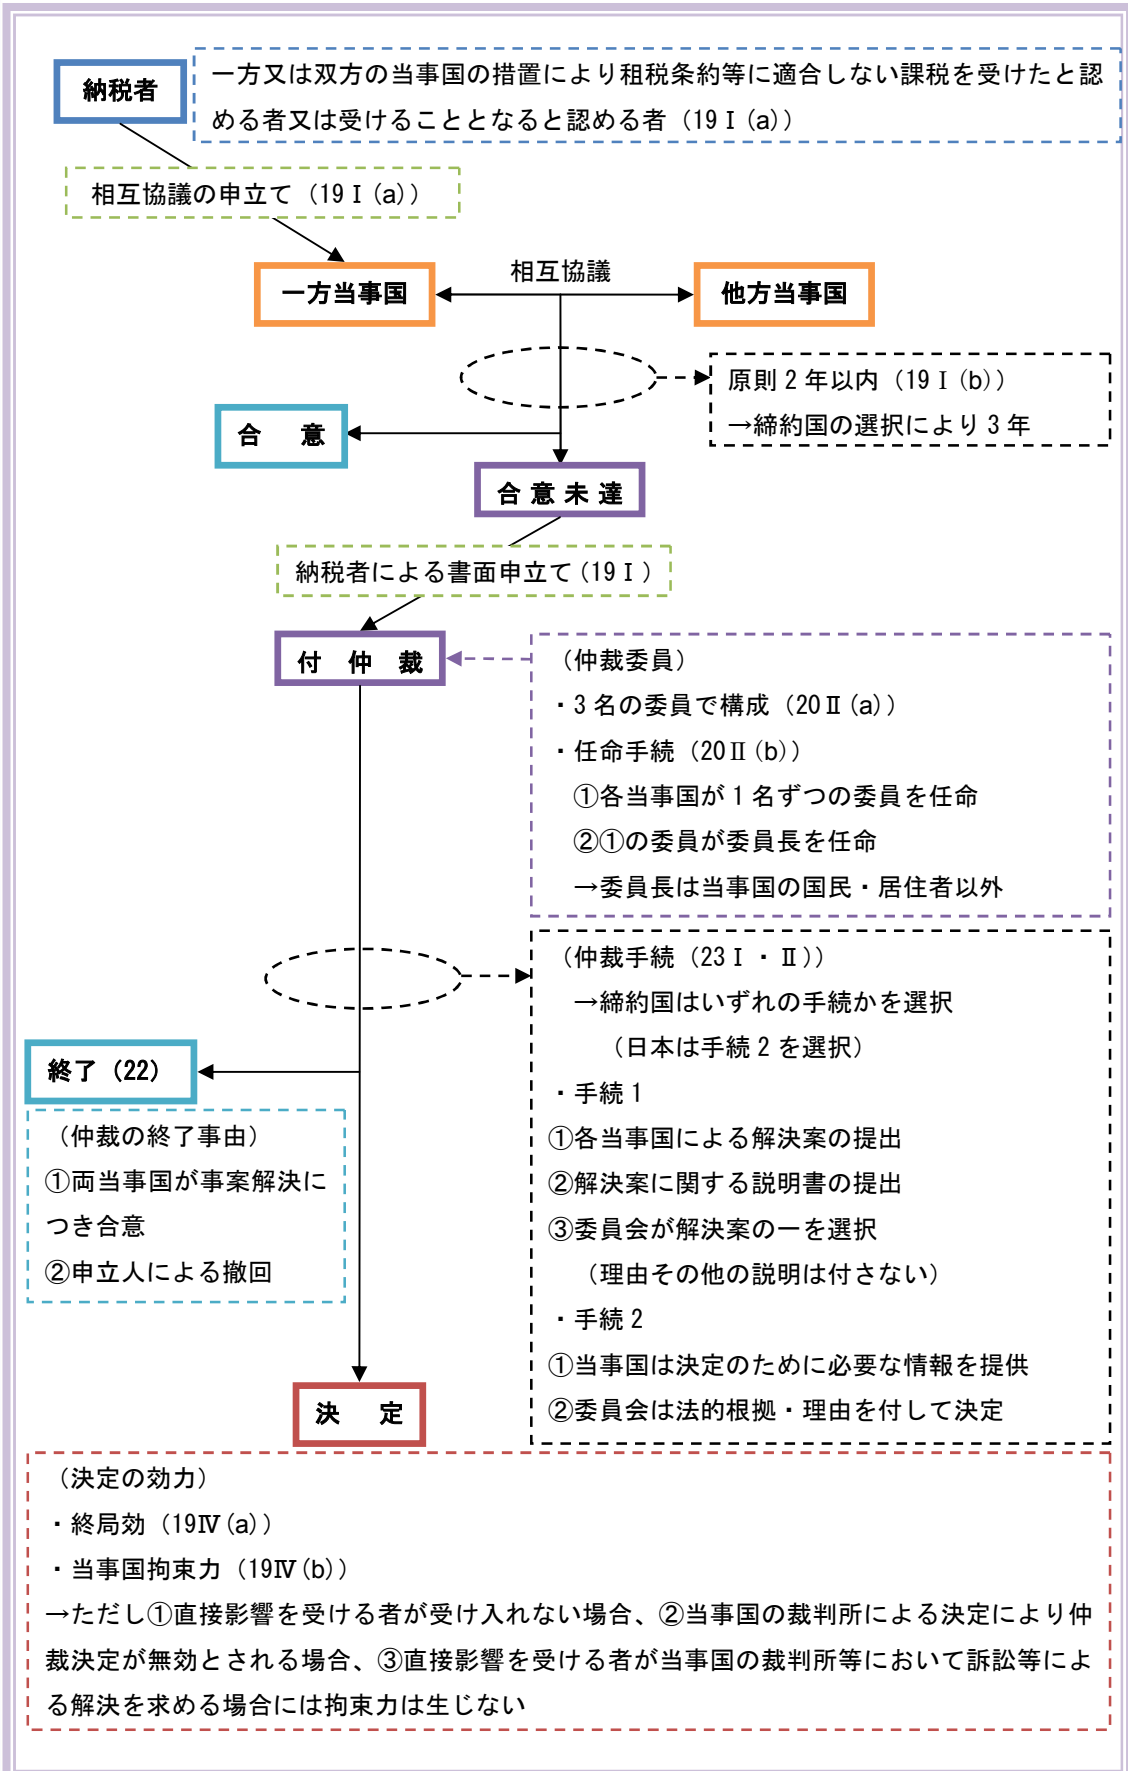 納税者
一方又は双方の当事国の措置により租税条約等に適合しない課税を受けたと認
める者又は受けることとなると認める者（19Ⅰ(a)）
相互協議の申立て（19Ⅰ(a)）
相互協議
一方当事国
他方当事国
原則2年以内（19Ⅰ(b)）
→締約国の選択により3年
合　意
合意未達
納税者による書面申立て(19Ⅰ)
付　仲　裁
（仲裁委員）
・3名の委員で構成（20Ⅱ(a)）
・任命手続（20Ⅱ(b)）
①各当事国が1名ずつの委員を任命
②①の委員が委員長を任命
→委員長は当事国の国民・居住者以外
（仲裁手続（23Ⅰ・Ⅱ））
→締約国はいずれの手続かを選択
（日本は手続2を選択）
・手続1
①各当事国による解決案の提出
②解決案に関する説明書の提出
③委員会が解決案の一を選択
（理由その他の説明は付さない）
・手続2
①当事国は決定のために必要な情報を提供
②委員会は法的根拠・理由を付して決定
終了（22）
（仲裁の終了事由）
①両当事国が事案解決に
つき合意
②申立人による撤回
決　定
（決定の効力）
・終局効（19Ⅳ(a)）
・当事国拘束力（19Ⅳ(b)）
→ただし①直接影響を受ける者が受け入れない場合、②当事国の裁判所による決定により仲
裁決定が無効とされる場合、③直接影響を受ける者が当事国の裁判所等において訴訟等によ
る解決を求める場合には拘束力は生じない